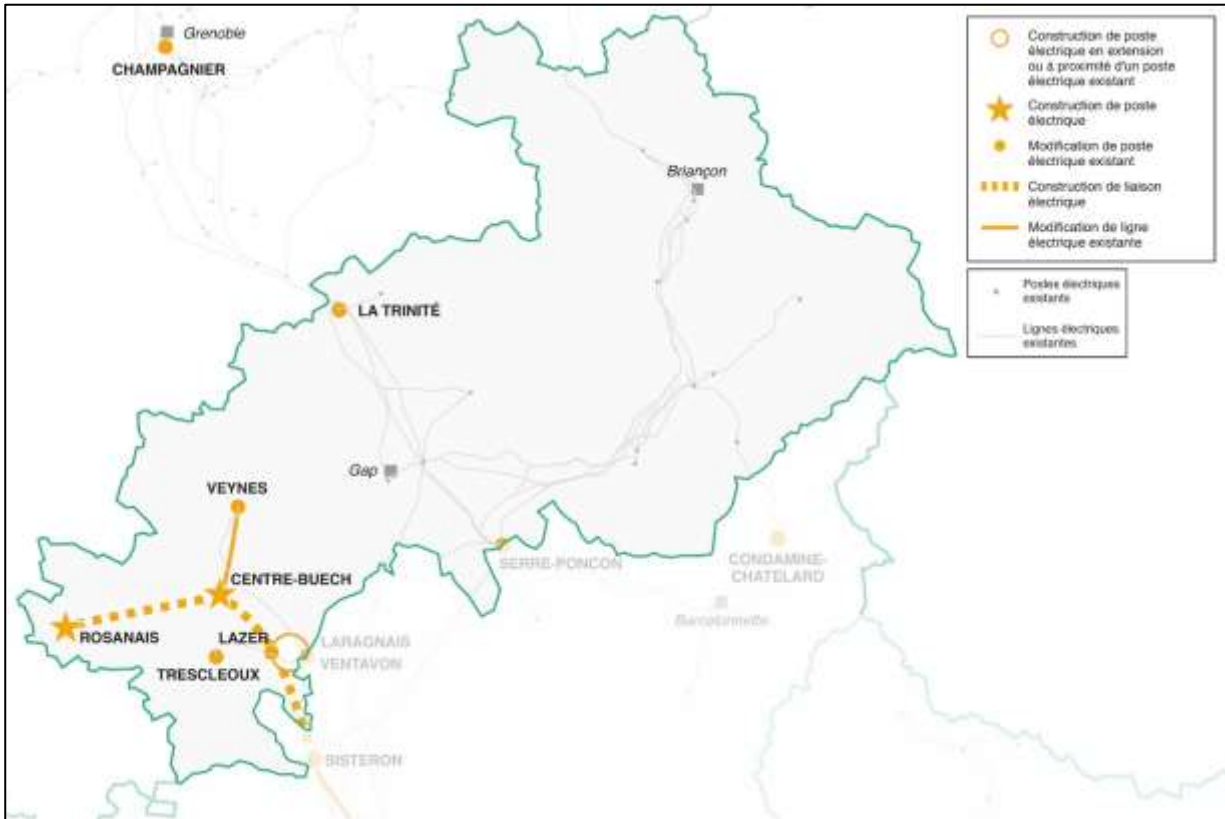 Grenoble
CHAMPAGNIER
Briançon
LA TRINITÉ
Gap
VEYNES
SERRE-PONCON
CONDAMINE-
CHATELARD
CENTRE-BUECH
Barcelonnette
ROSANAIS
LAZER
LARAGNAIS
TRESCLEOUX
VENTAVON
SISTERON
Construction de poste
électrique en extension
ou à proximité d'un poste
électrique existant
Construction de poste
électrique
Modification de poste
électrique existant
Construction de liaison
électrique
Modification de ligne
électrique existante
Postes électriques
existants
Lignes électriques
existantes